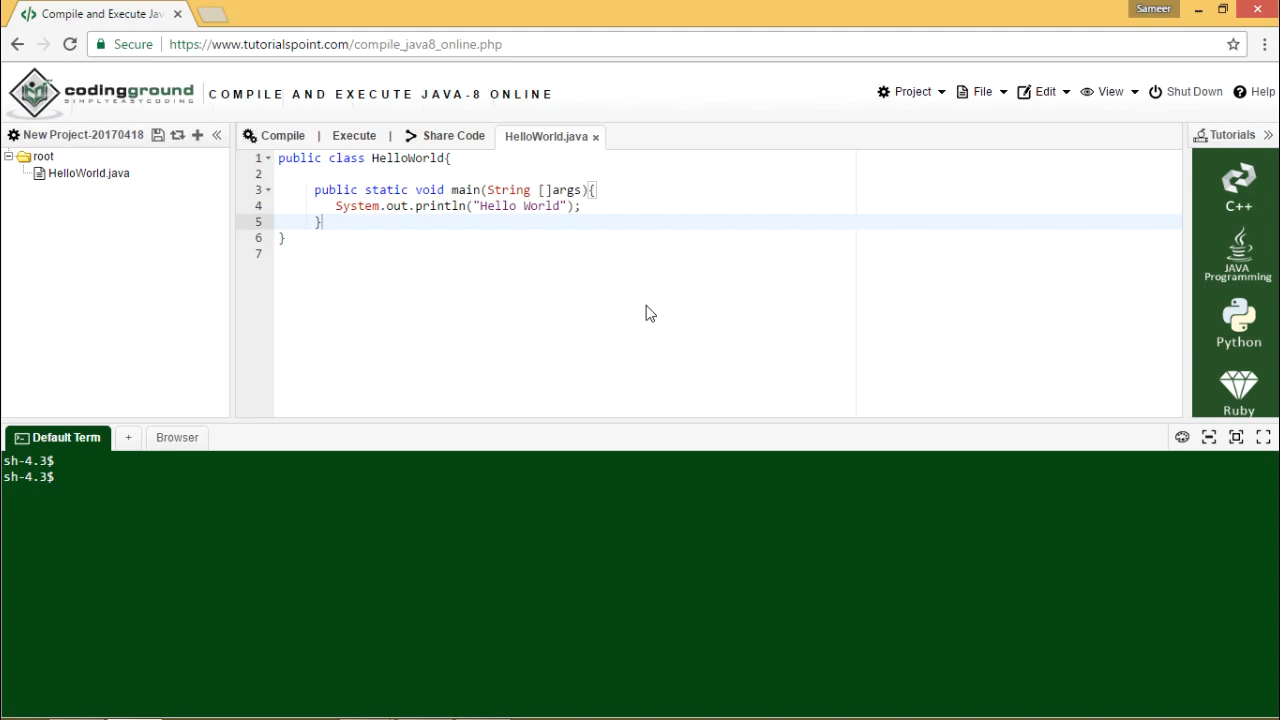 Compile and Execute Jav
Sameer
Secure https://www.tutorialspoint.com/compile_java8_online.php
codingground
SIMPLYEASYCODING
COMPILE AND EXECUTE JAVA-8 ONLINE
Project File Edit View Shut Down Help
New Project-20170418
root
HelloWorld.java
Compile | Execute | Share Code HelloWorld.java
1 public class HelloWorld{
2
3 public static void main(String []args){
4 System.out.println("Hello World");
5 }
6 }
7
Tutorials
C++
JAVA
Programming
Python
Ruby
Default Term + Browser
sh-4.3$
sh-4.3$